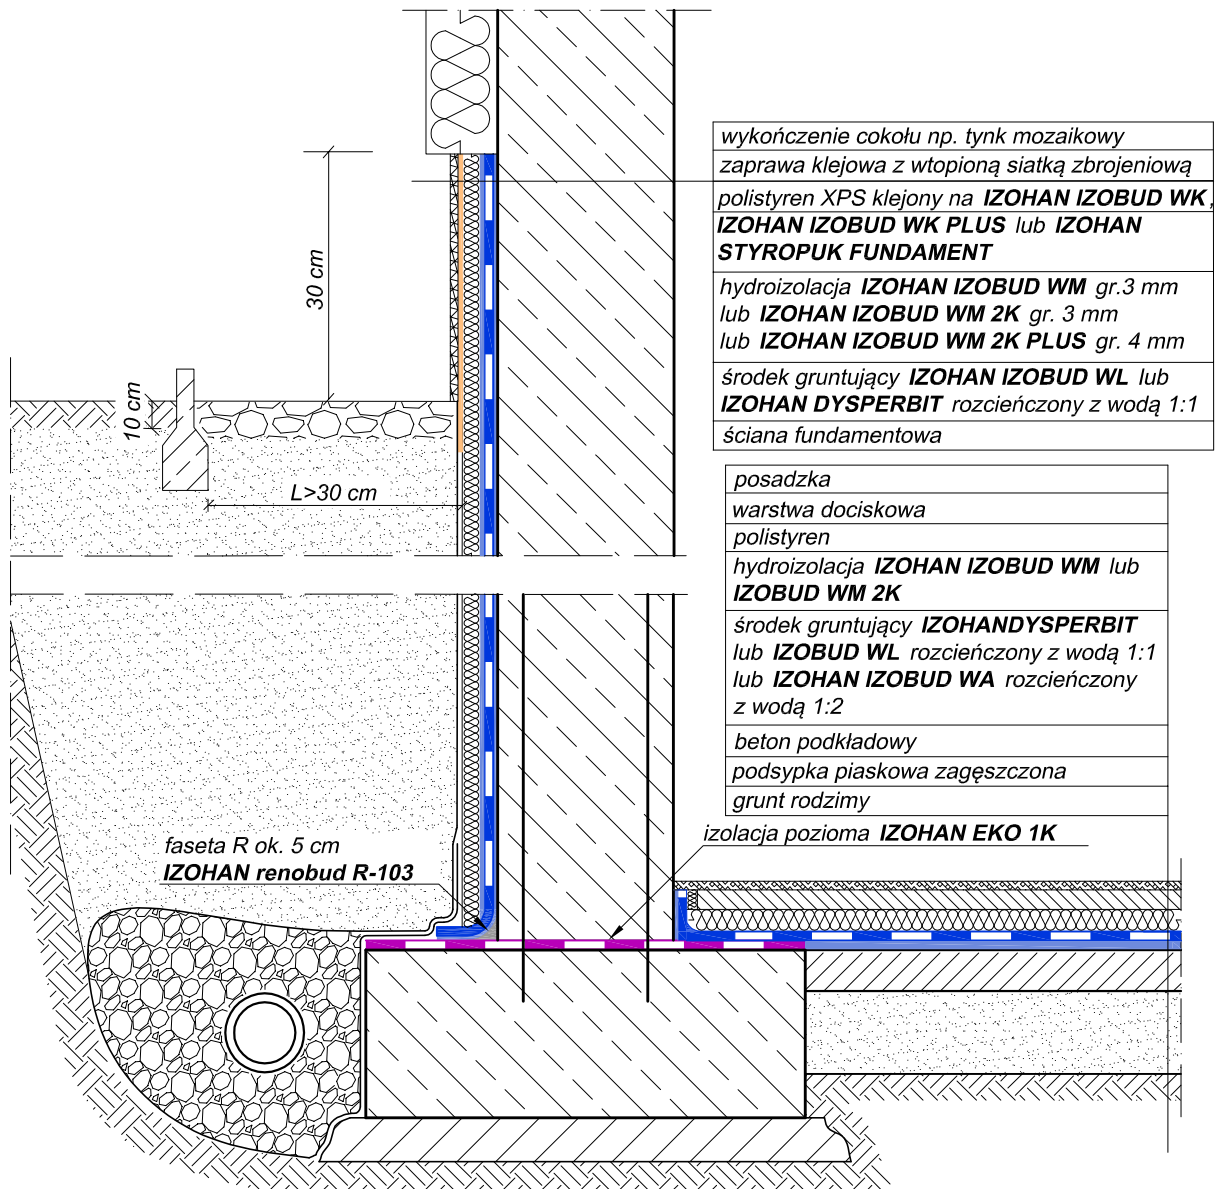 wykończenie cokołu np. tynk mozaikowy
zaprawa klejowa z wtopioną siatką zbrojeniową
polistyren XPS klejony na IZOHAN IZOBUD WK,
IZOHAN IZOBUD WK PLUS lub IZOHAN
STYROPUK FUNDAMENT
hydroizolacja IZOHAN IZOBUD WM gr.3 mm
lub IZOHAN IZOBUD WM 2K gr. 3 mm
lub IZOHAN IZOBUD WM 2K PLUS gr. 4 mm
środek gruntujący IZOHAN IZOBUD WL lub
IZOHAN DYSPERBIT rozcieńczony z wodą 1:1
ściana fundamentowa
30 cm
10 cm
L>30 cm
posadzka
warstwa dociskowa
polistyren
hydroizolacja IZOHAN IZOBUD WM lub
IZOBUD WM 2K
środek gruntujący IZOHANDYSPERBIT
lub IZOBUD WL rozcieńczony z wodą 1:1
lub IZOHAN IZOBUD WA rozcieńczony
z wodą 1:2
beton podkładowy
podsypka piaskowa zagęszczona
grunt rodzimy
izolacja pozioma IZOHAN EKO 1K
faseta R ok. 5 cm
IZOHAN renobud R-103